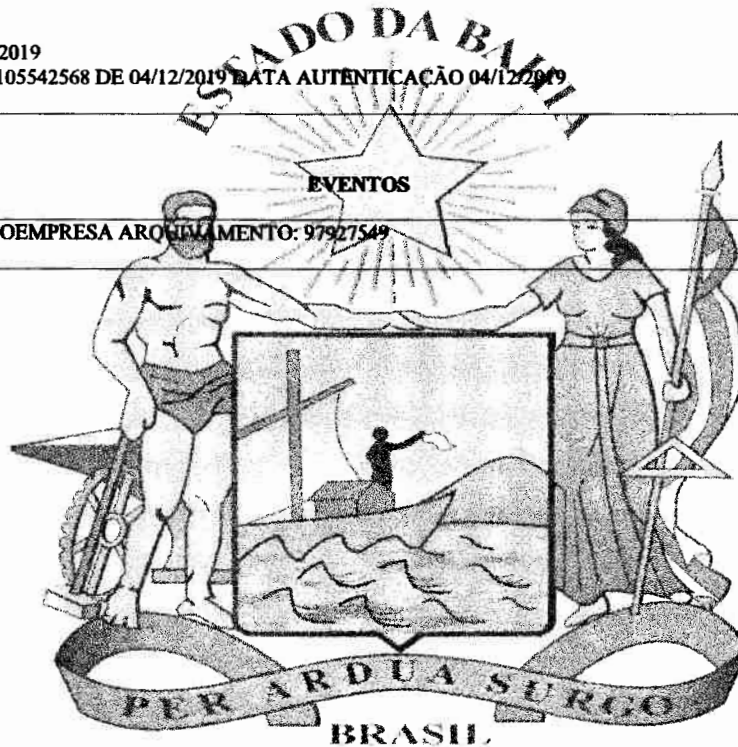 2019
105542568 DE 04/12/2019 DATA AUTENTICAÇÃO 04/12/2019
ESTADO DA BAHIA
EVENTOS
OEMPRESA ARQUIVAMENTO: 97927549
PER ARDUA SURGO
BRASIL